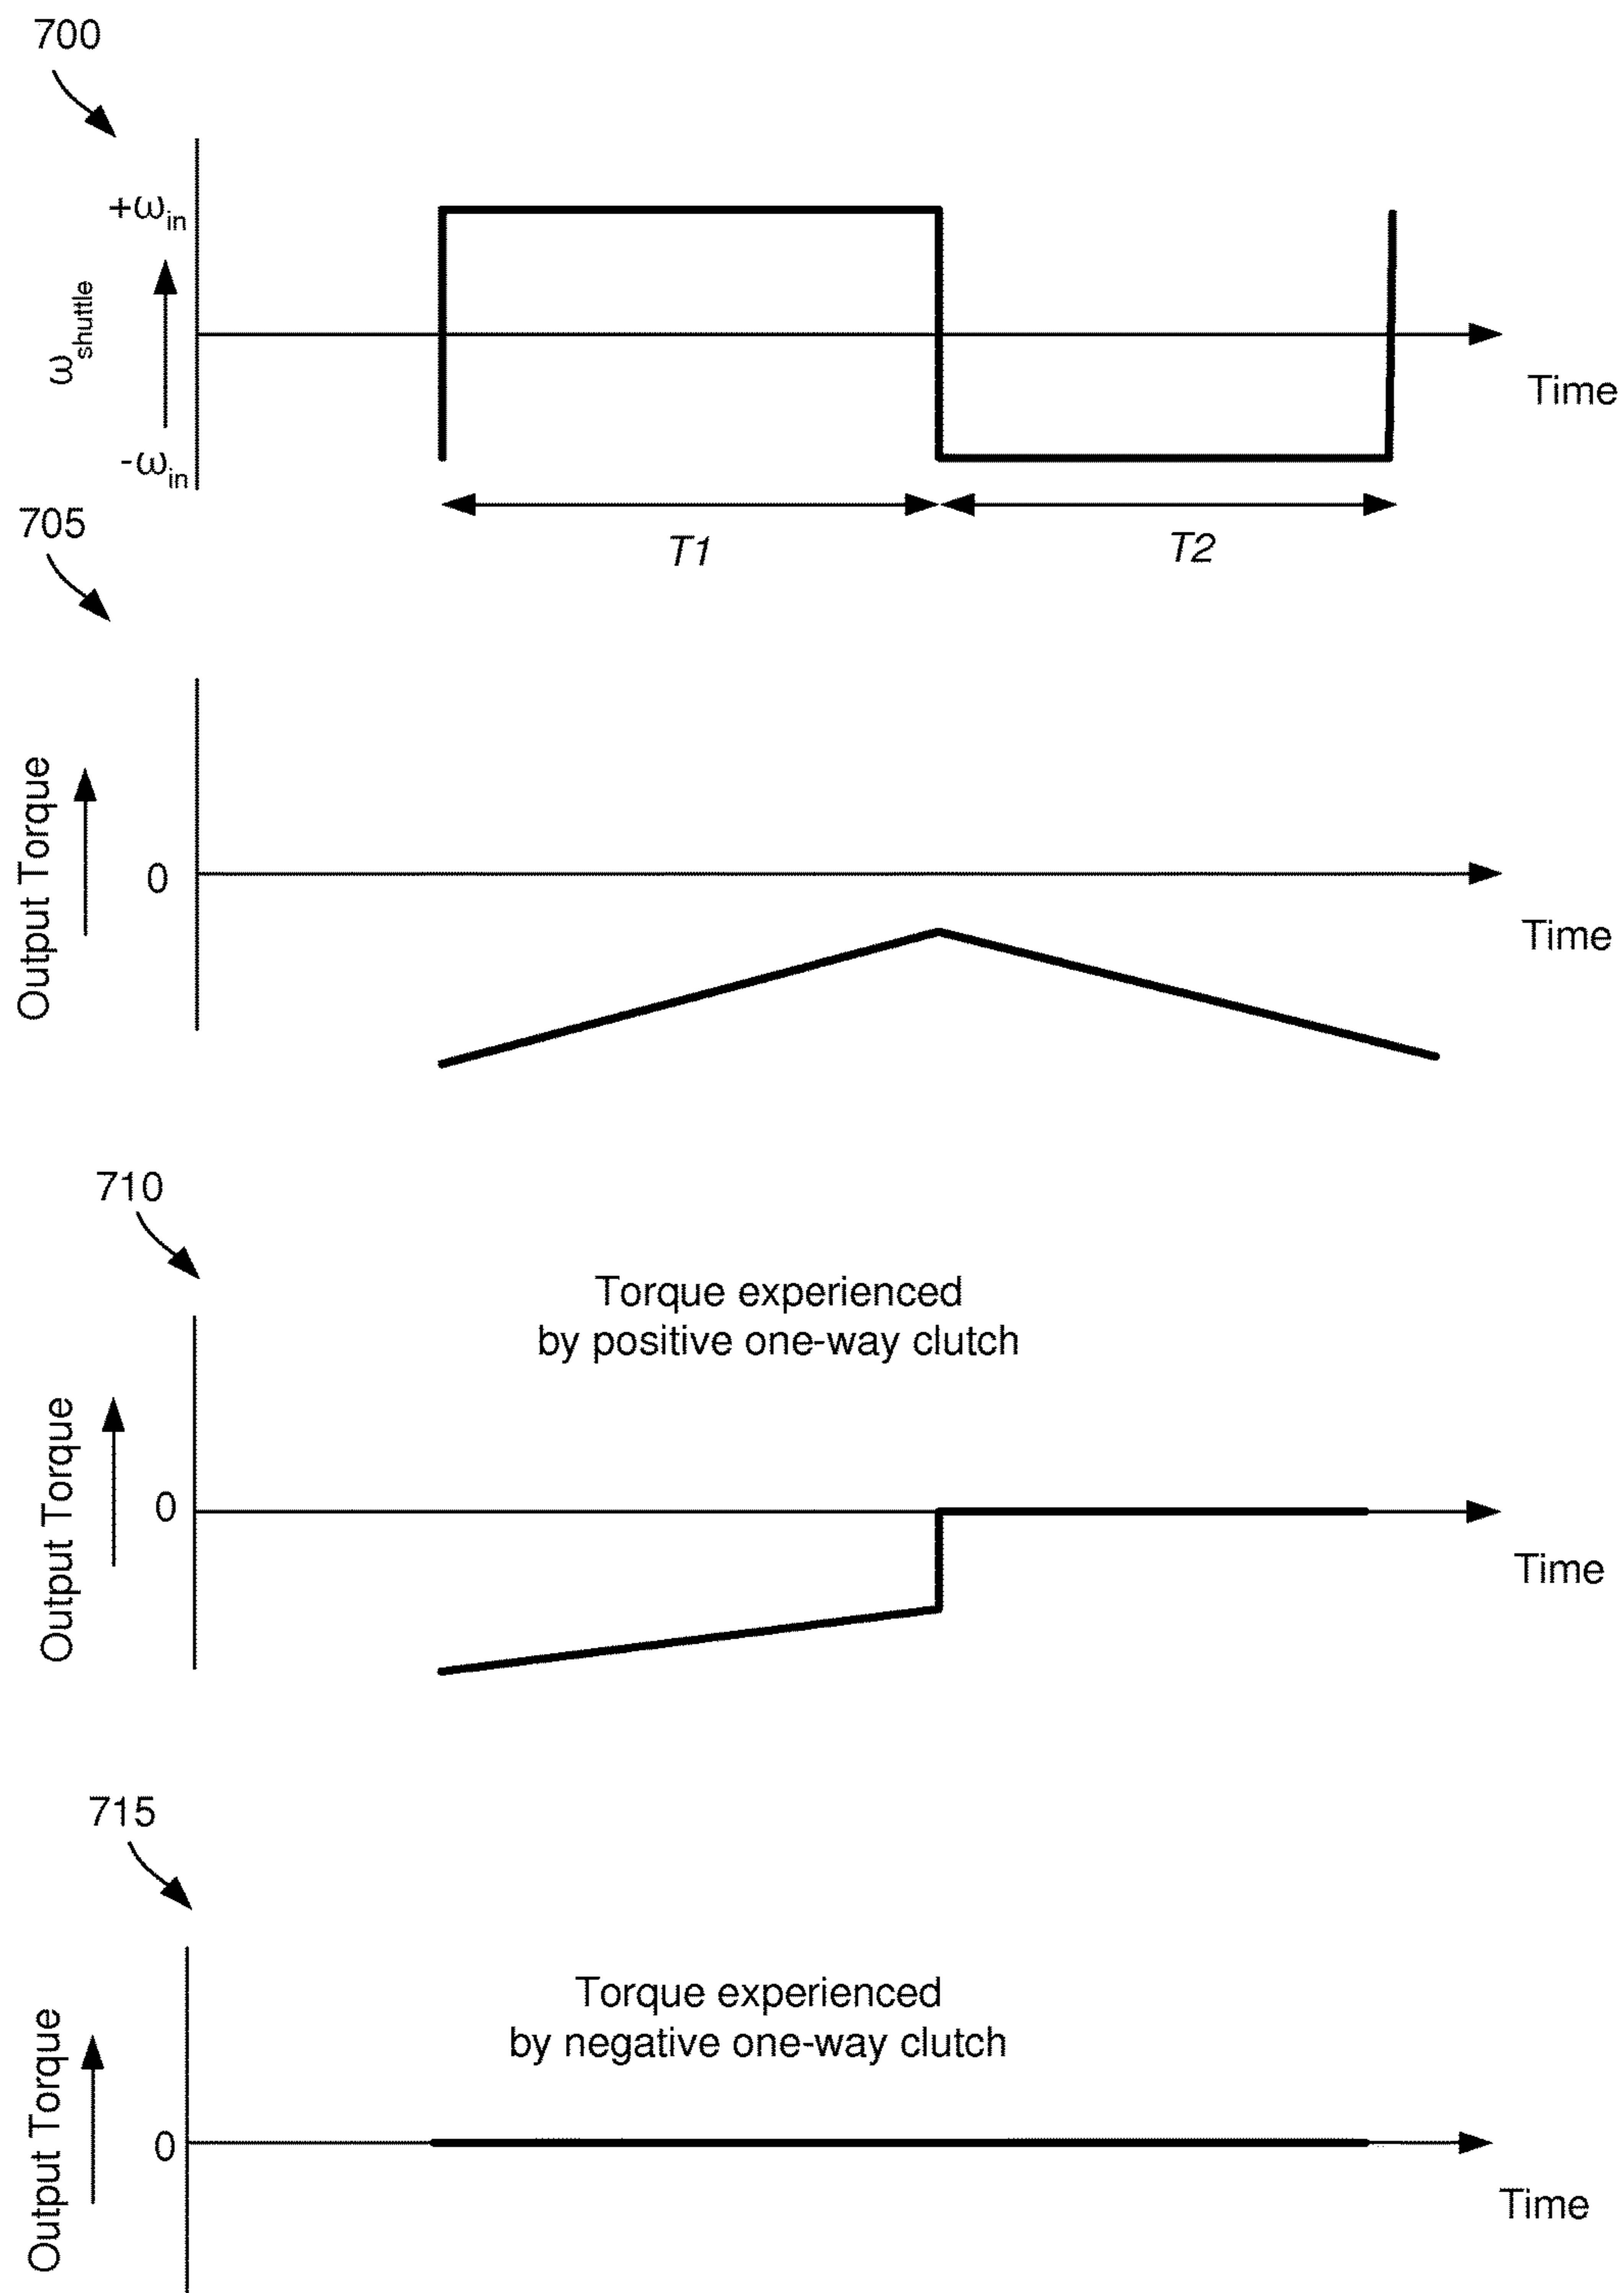 700
+ωin
ωshuttle
-ωin
Time
T1
T2
705
Output Torque
0
Time
710
Torque experienced
by positive one-way clutch
Output Torque
0
Time
715
Torque experienced
by negative one-way clutch
Output Torque
0
Time